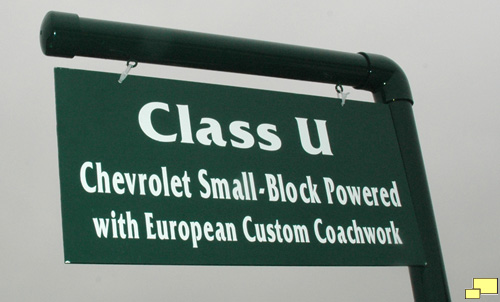 Class U
Chevrolet Small-Block Powered
with European Custom Coachwork